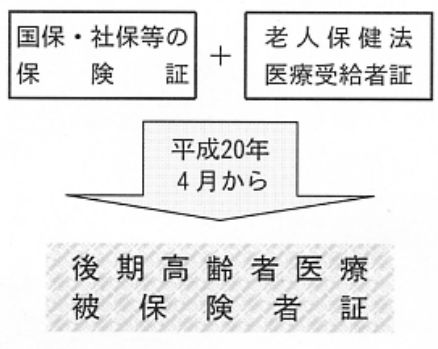 国保・社保等の
保険証
+
老人保健法
医療受給者証
平成20年
4月から
後期高齢者医療
被保険者証